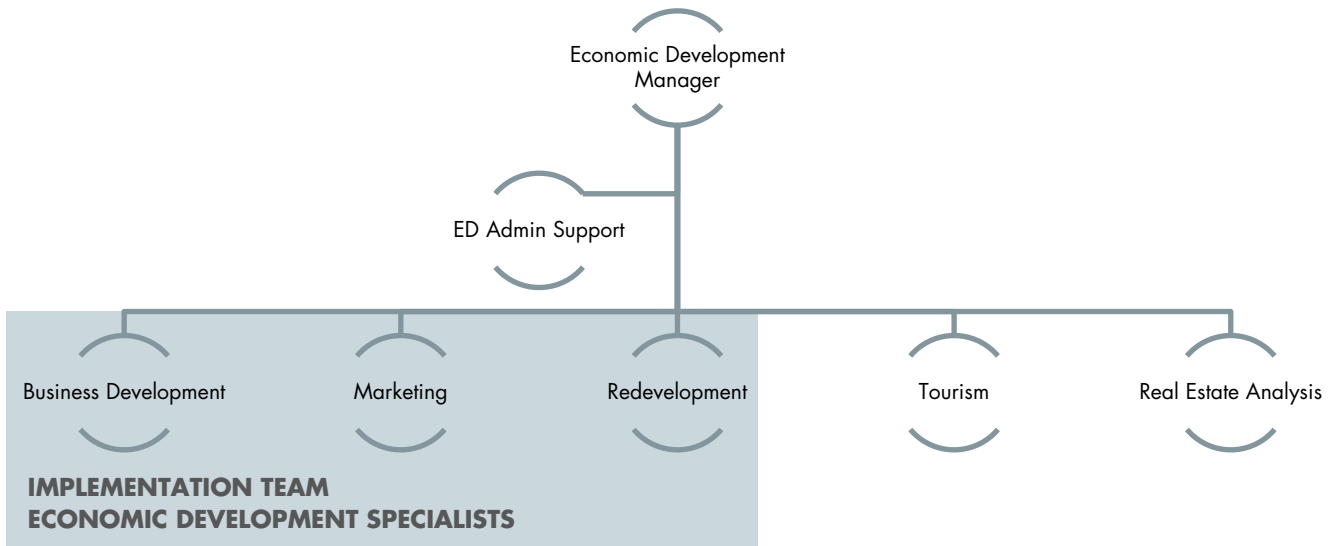 Economic Development
Manager
ED Admin Support
Business Development
Marketing
Redevelopment
Tourism
Real Estate Analysis
IMPLEMENTATION TEAM
ECONOMIC DEVELOPMENT SPECIALISTS